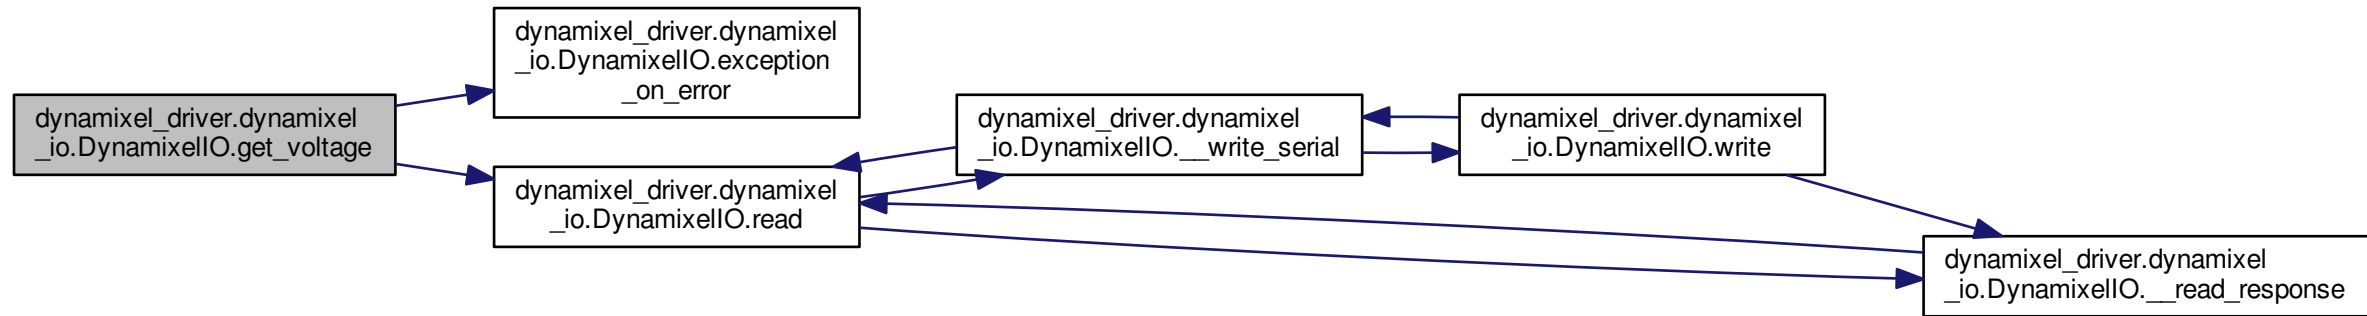 dynamixel_driver.dynamixel
_io.DynamixelIO.get_voltage
dynamixel_driver.dynamixel
_io.DynamixelIO.exception
_on_error
dynamixel_driver.dynamixel
_io.DynamixelIO.read
dynamixel_driver.dynamixel
_io.DynamixelIO.__write_serial
dynamixel_driver.dynamixel
_io.DynamixelIO.write
dynamixel_driver.dynamixel
_io.DynamixelIO.__read_response